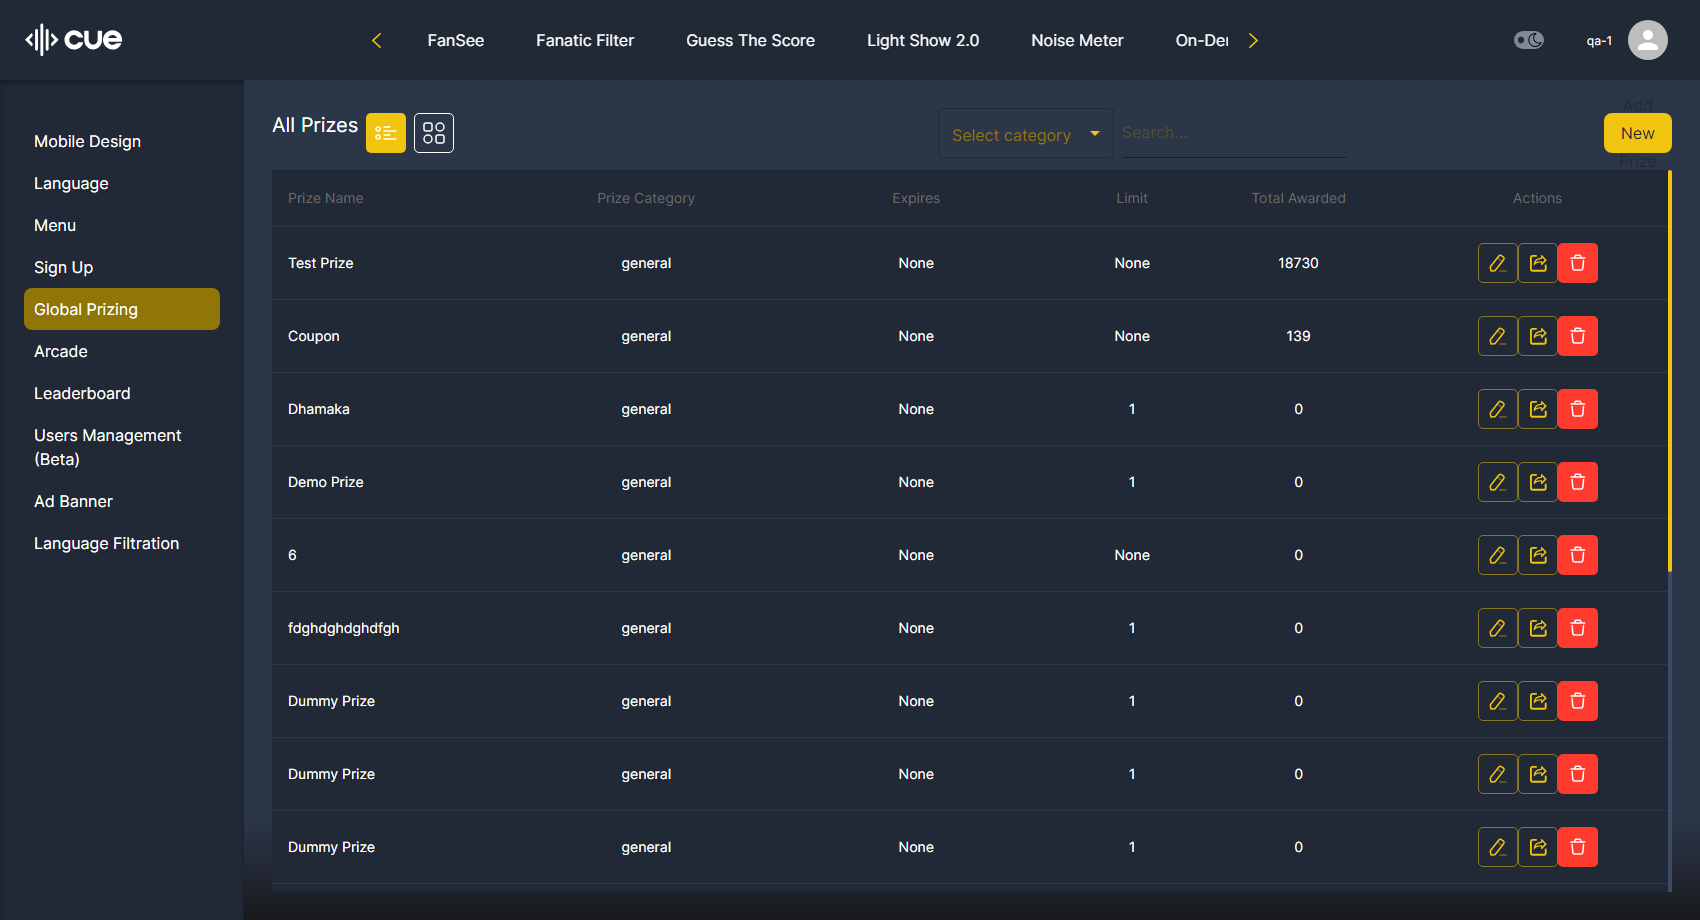 cue
FanSee
Fanatic Filter
Guess The Score
Light Show 2.0
Noise Meter
On-De
qa-1
Mobile Design
Language
Menu
Sign Up
Global Prizing
Arcade
Leaderboard
Users Management
(Beta)
Ad Banner
Language Filtration
All Prizes
Select category
Search...
Add
New
Prize
Prize Name Prize Category Expires Limit Total Awarded Actions
Test Prize general None None 18730
Coupon general None None 139
Dhamaka general None 1 0
Demo Prize general None 1 0
6 general None None 0
fdghdghdghdfgh general None 1 0
Dummy Prize general None 1 0
Dummy Prize general None 1 0
Dummy Prize general None 1 0